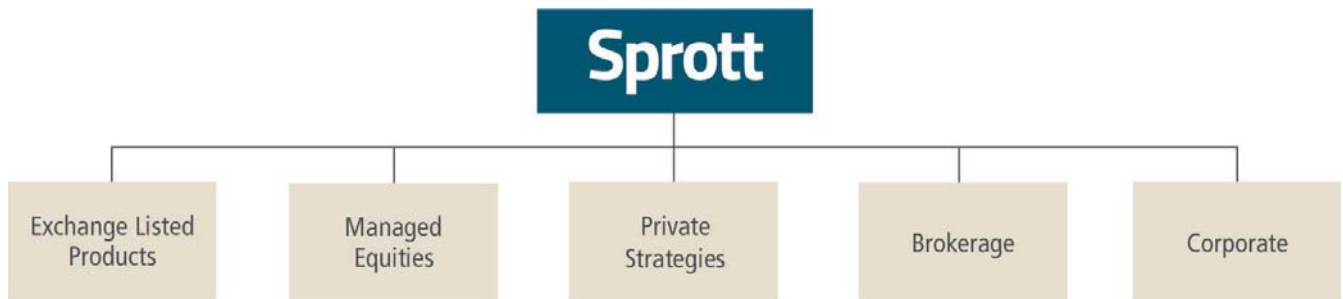 Sprott
Exchange Listed
Products
Managed
Equities
Private
Strategies
Brokerage
Corporate